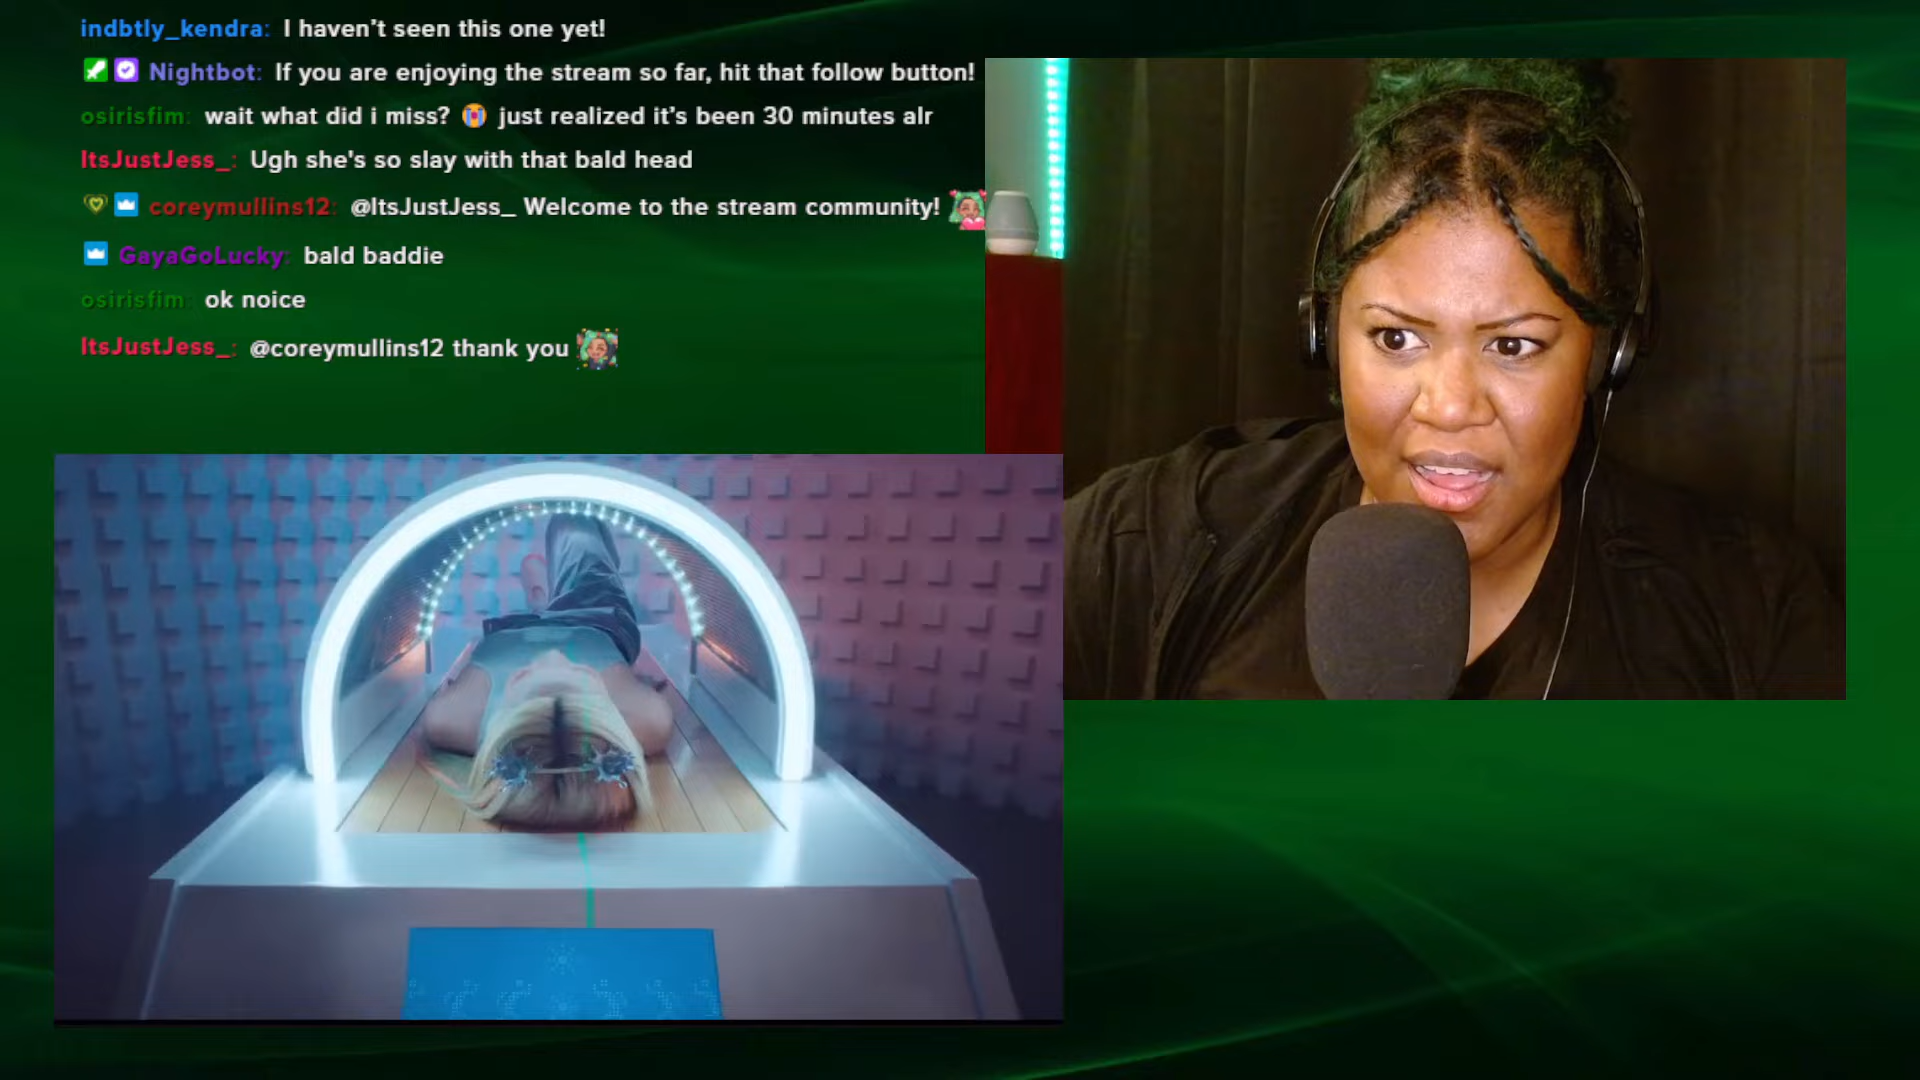 indbtly_kendra: I haven’t seen this one yet!
Nightbot: If you are enjoying the stream so far, hit that follow button!
osirisfim: wait what did i miss? 😭 just realized it’s been 30 minutes alr
ItsJustJess_: Ugh she's so slay with that bald head
coreymullins12: @ItsJustJess_ Welcome to the stream community!
GayaGoLucky: bald baddie
osirisfim: ok noice
ItsJustJess_: @coreymullins12 thank you